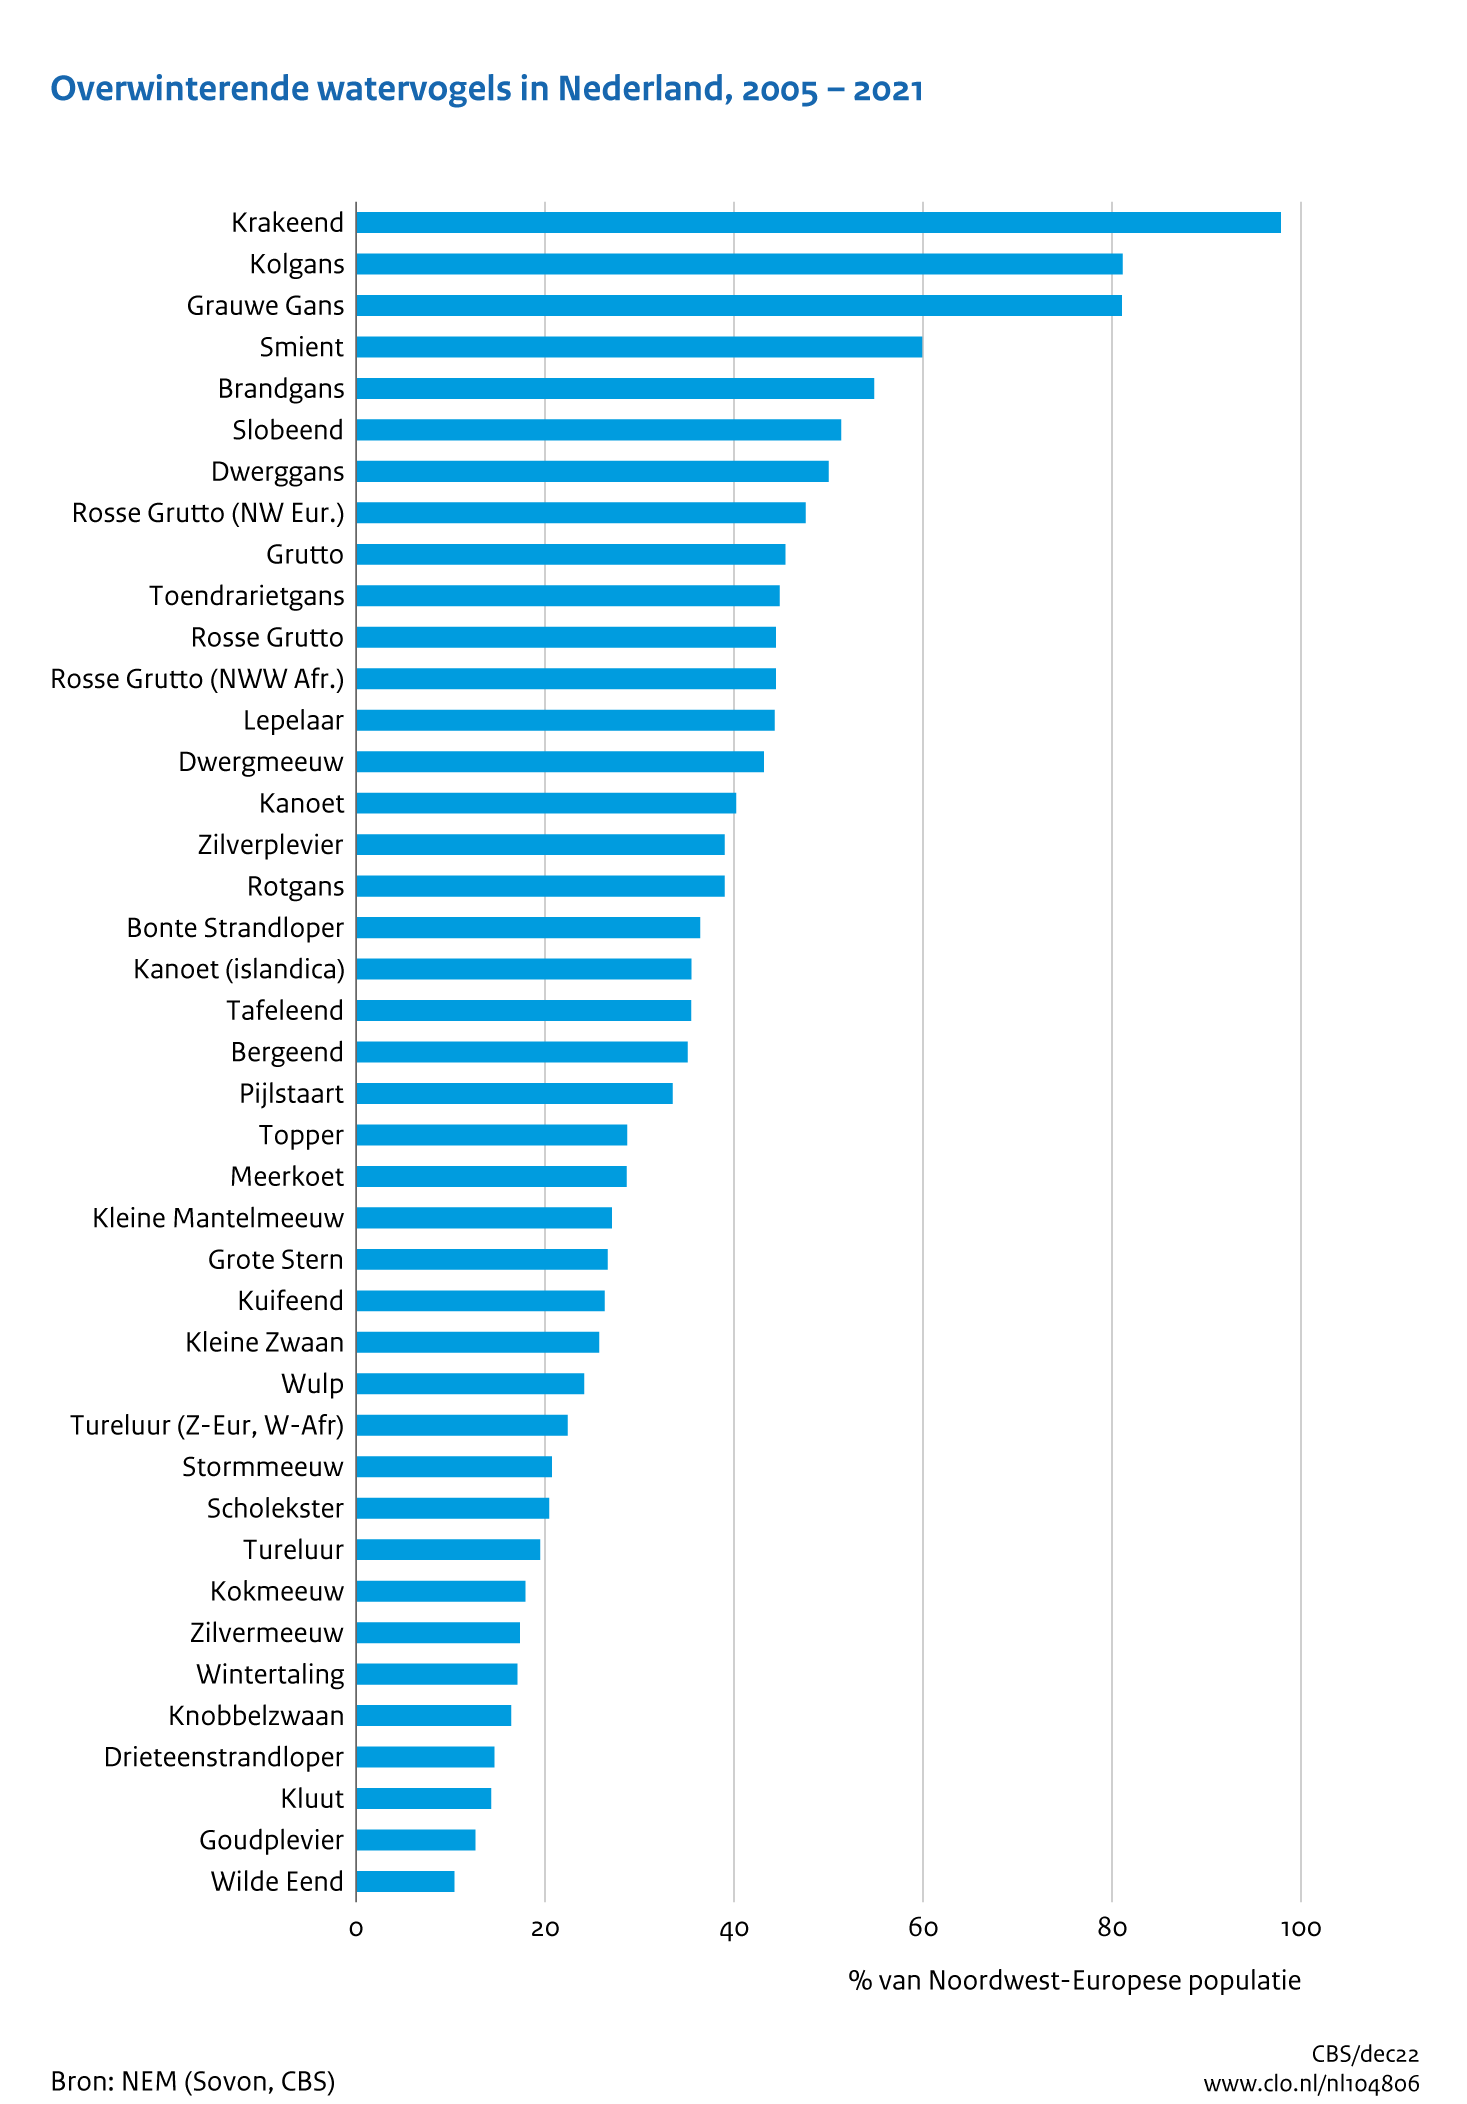 Overwinterende watervogels in Nederland, 2005 – 2021
Krakeend
Kolgans
Grauwe Gans
Smient
Brandgans
Slobeend
Dwerggans
Rosse Grutto (NW Eur.)
Grutto
Toendrarietgans
Rosse Grutto
Rosse Grutto (NWW Afr.)
Lepelaar
Dwergmeeuw
Kanoet
Zilverplevier
Rotgans
Bonte Strandloper
Kanoet (islandica)
Tafeleend
Bergeend
Pijlstaart
Topper
Meerkoet
Kleine Mantelmeeuw
Grote Stern
Kuifeend
Kleine Zwaan
Wulp
Tureluur (Z-Eur, W-Afr)
Stormmeeuw
Scholekster
Tureluur
Kokmeeuw
Zilvermeeuw
Wintertaling
Knobbelzwaan
Drieteenstrandloper
Kluut
Goudplevier
Wilde Eend
0 20 40 60 80 100
% van Noordwest-Europese populatie
CBS/dec22
Bron: NEM (Sovon, CBS)
www.clo.nl/nl104806